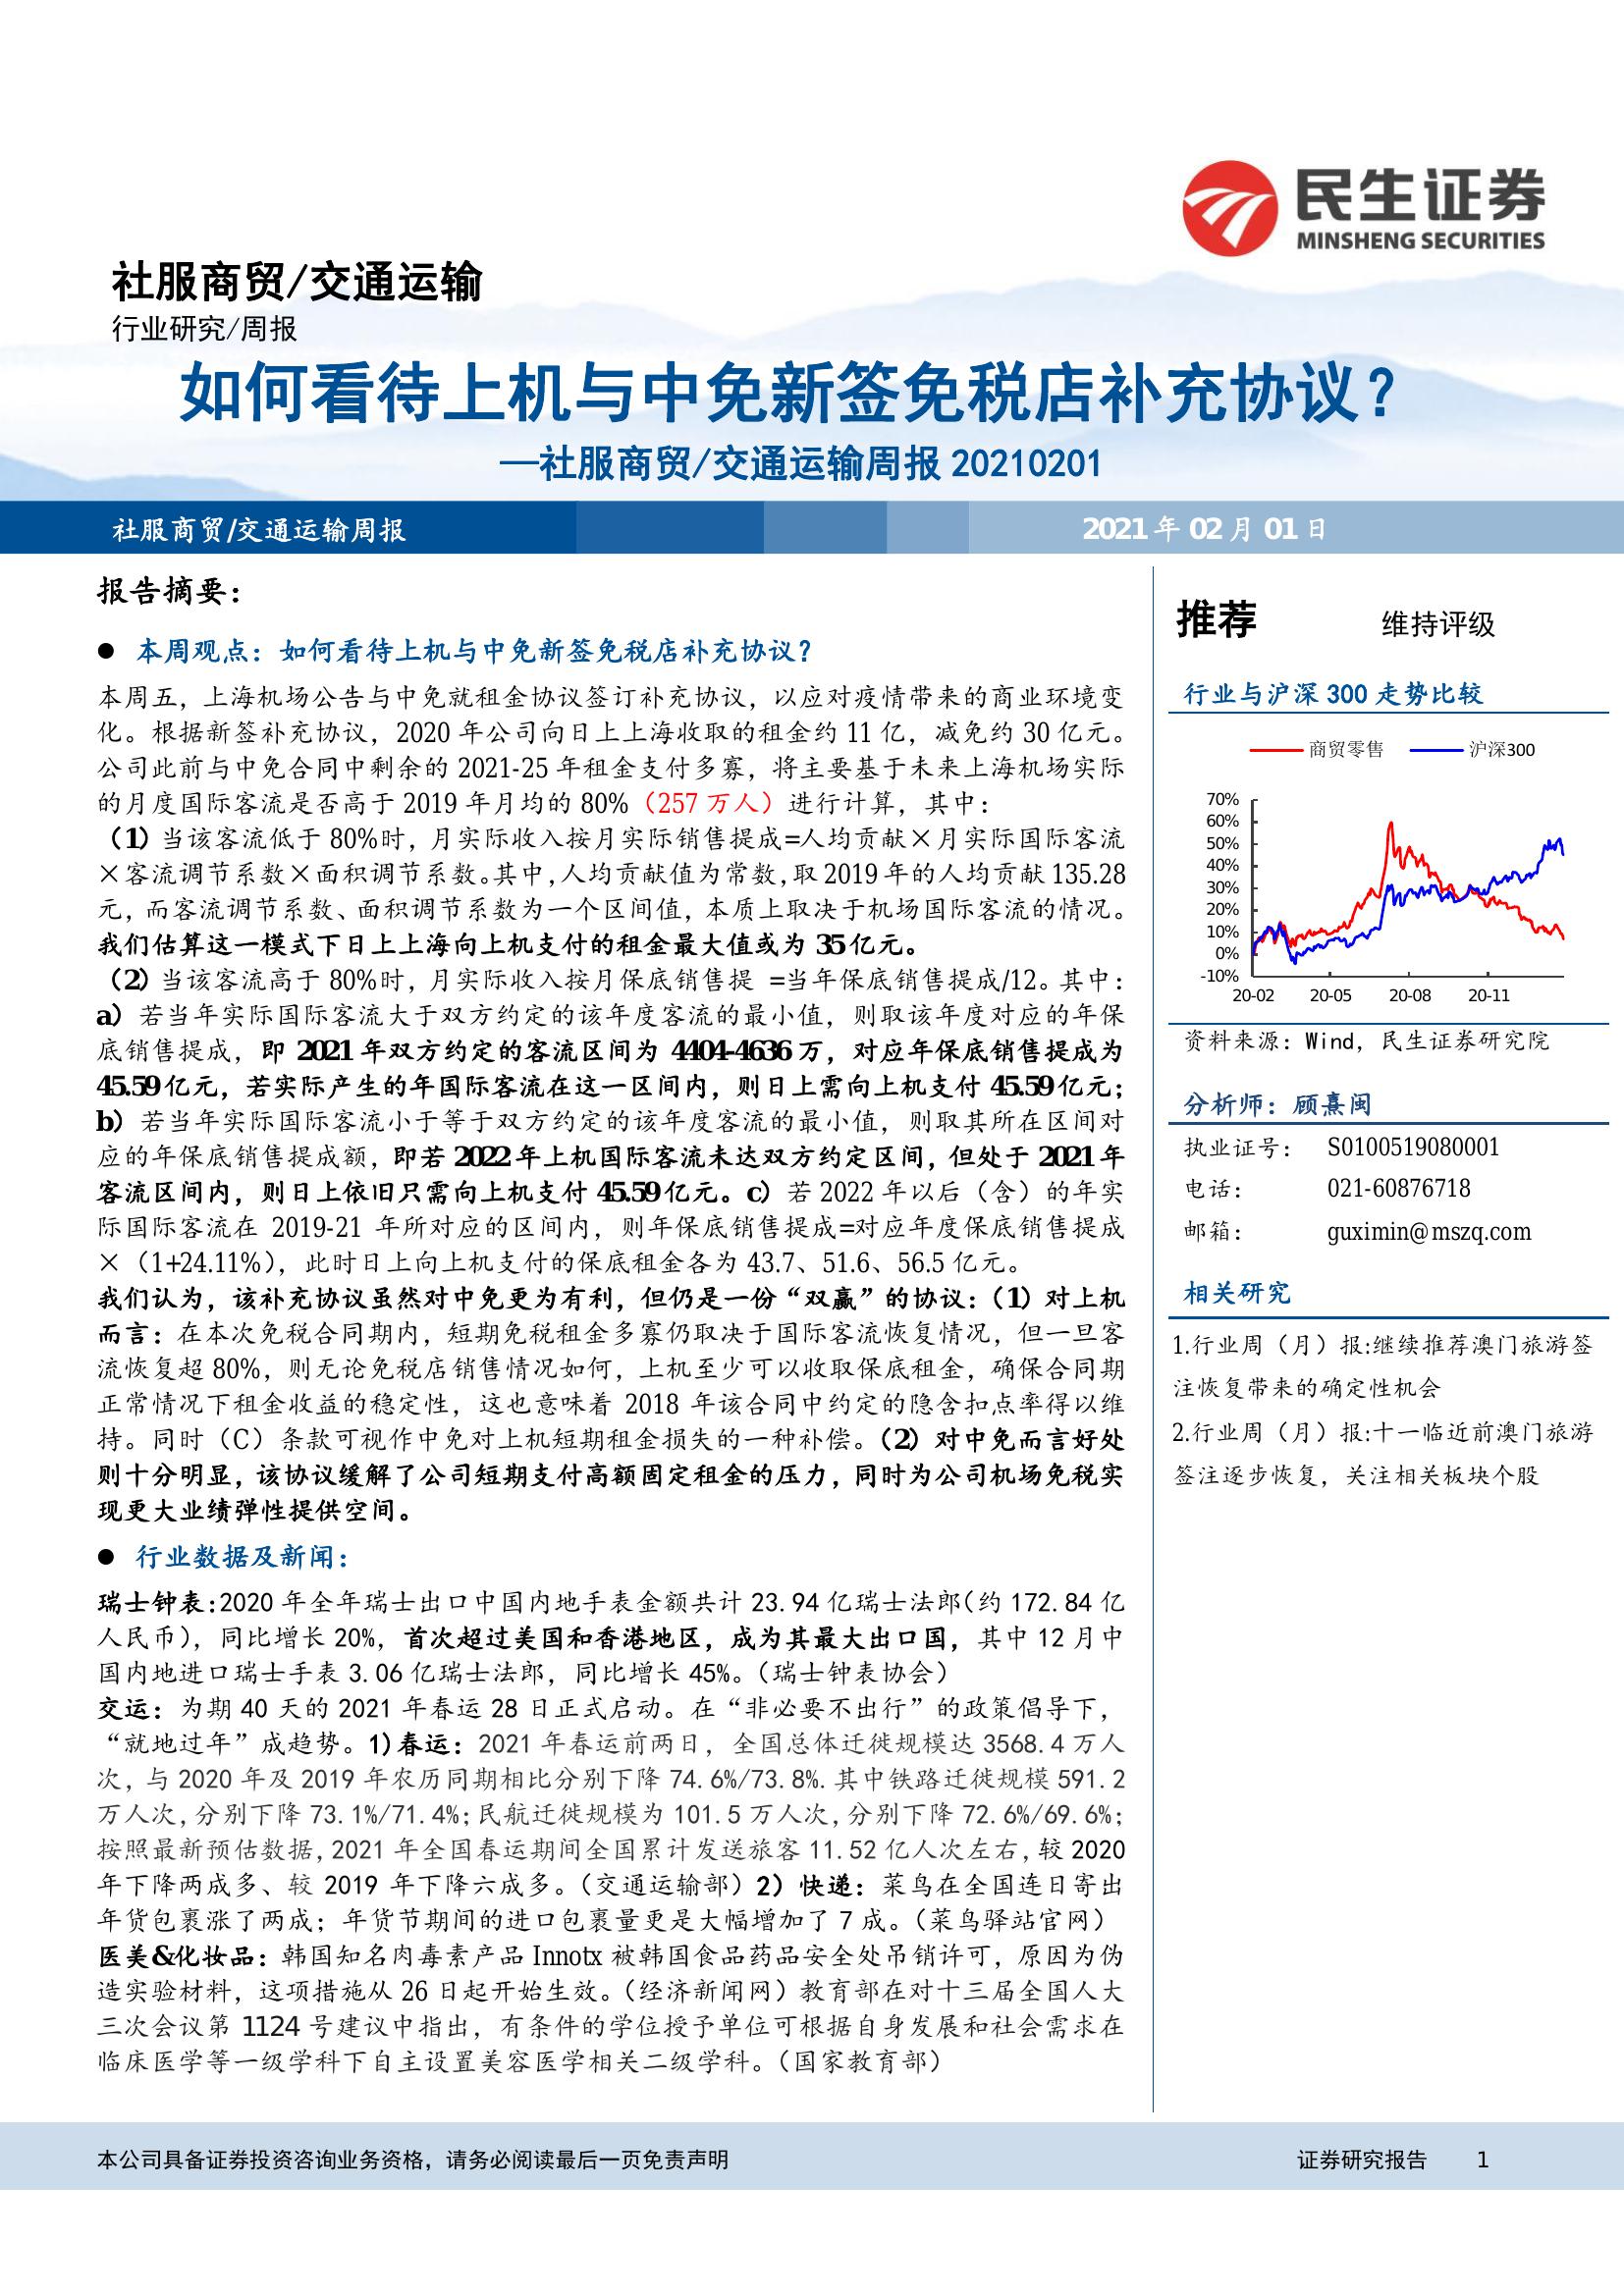 民生证券
MINSHENG SECURITIES
社服商贸/交通运输
行业研究/周报
如何看待上机与中免新签免税店补充协议？
—社服商贸/交通运输周报 20210201
社服商贸/交通运输周报
2021 年 02 月 01 日
报告摘要：
● 本周观点：如何看待上机与中免新签免税店补充协议？
本周五，上海机场公告与中免就租金协议签订补充协议，以应对疫情带来的商业环境变
化。根据新签补充协议，2020 年公司向日上上海收取的租金约 11 亿，减免约 30 亿元。
公司此前与中免合同中剩余的 2021-25 年租金支付多寡，将主要基于未来上海机场实际
的月度国际客流是否高于 2019 年月均的 80%（257 万人）进行计算，其中：
（1）当该客流低于 80%时，月实际收入按月实际销售提成=人均贡献×月实际国际客流
×客流调节系数×面积调节系数。其中，人均贡献值为常数，取 2019 年的人均贡献 135.28
元，而客流调节系数、面积调节系数为一个区间值，本质上取决于机场国际客流的情况。
我们估算这一模式下日上上海向上机支付的租金最大值或为 35 亿元。
（2）当该客流高于 80%时，月实际收入按月保底销售提 =当年保底销售提成/12。其中：
a）若当年实际国际客流大于双方约定的该年度客流的最小值，则取该年度对应的年保
底销售提成，即 2021 年双方约定的客流区间为 4404-4636 万，对应年保底销售提成为
45.59 亿元，若实际产生的年国际客流在这一区间内，则日上需向上机支付 45.59 亿元；
b）若当年实际国际客流小于等于双方约定的该年度客流的最小值，则取其所在区间对
应的年保底销售提成额，即若 2022 年上机国际客流未达双方约定区间，但处于 2021 年
客流区间内，则日上依旧只需向上机支付 45.59 亿元。c）若 2022 年以后（含）的年实
际国际客流在 2019-21 年所对应的区间内，则年保底销售提成=对应年度保底销售提成
×（1+24.11%），此时日上向上机支付的保底租金各为 43.7、51.6、56.5 亿元。
我们认为，该补充协议虽然对中免更为有利，但仍是一份“双赢”的协议：（1）对上机
而言：在本次免税合同期内，短期免税租金多寡仍取决于国际客流恢复情况，但一旦客
流恢复超 80%，则无论免税店销售情况如何，上机至少可以收取保底租金，确保合同期
正常情况下租金收益的稳定性，这也意味着 2018 年该合同中约定的隐含扣点率得以维
持。同时（C）条款可视作中免对上机短期租金损失的一种补偿。（2）对中免而言好处
则十分明显，该协议缓解了公司短期支付高额固定租金的压力，同时为公司机场免税实
现更大业绩弹性提供空间。
● 行业数据及新闻：
瑞士钟表：2020 年全年瑞士出口中国内地手表金额共计 23.94 亿瑞士法郎（约 172.84 亿
人民币），同比增长 20%，首次超过美国和香港地区，成为其最大出口国，其中 12 月中
国内地进口瑞士手表 3.06 亿瑞士法郎，同比增长 45%。（瑞士钟表协会）
交运：为期 40 天的 2021 年春运 28 日正式启动。在“非必要不出行”的政策倡导下，
“就地过年”成趋势。1)春运：2021 年春运前两日，全国总体迁徙规模达 3568.4 万人
次，与 2020 年及 2019 年农历同期相比分别下降 74.6%/73.8%.其中铁路迁徙规模 591.2
万人次，分别下降 73.1%/71.4%；民航迁徙规模为 101.5 万人次，分别下降 72.6%/69.6%；
按照最新预估数据，2021 年全国春运期间全国累计发送旅客 11.52 亿人次左右，较 2020
年下降两成多、较 2019 年下降六成多。（交通运输部）2）快递：菜鸟在全国连日寄出
年货包裹涨了两成；年货节期间的进口包裹量更是大幅增加了 7 成。（菜鸟驿站官网）
医美&化妆品：韩国知名肉毒素产品 Innotx 被韩国食品药品安全处吊销许可，原因为伪
造实验材料，这项措施从 26 日起开始生效。（经济新闻网）教育部在对十三届全国人大
三次会议第 1124 号建议中指出，有条件的学位授予单位可根据自身发展和社会需求在
临床医学等一级学科下自主设置美容医学相关二级学科。（国家教育部）
推荐 维持评级
行业与沪深 300 走势比较
商贸零售 沪深300
70%
60%
50%
40%
30%
20%
10%
0%
-10%
20-02 20-05 20-08 20-11
资料来源：Wind，民生证券研究院
分析师：顾熹闽
执业证号： S0100519080001
电话： 021-60876718
邮箱： guximin@mszq.com
相关研究
1.行业周（月）报:继续推荐澳门旅游签
注恢复带来的确定性机会
2.行业周（月）报:十一临近前澳门旅游
签注逐步恢复，关注相关板块个股
本公司具备证券投资咨询业务资格，请务必阅读最后一页免责声明
证券研究报告 1